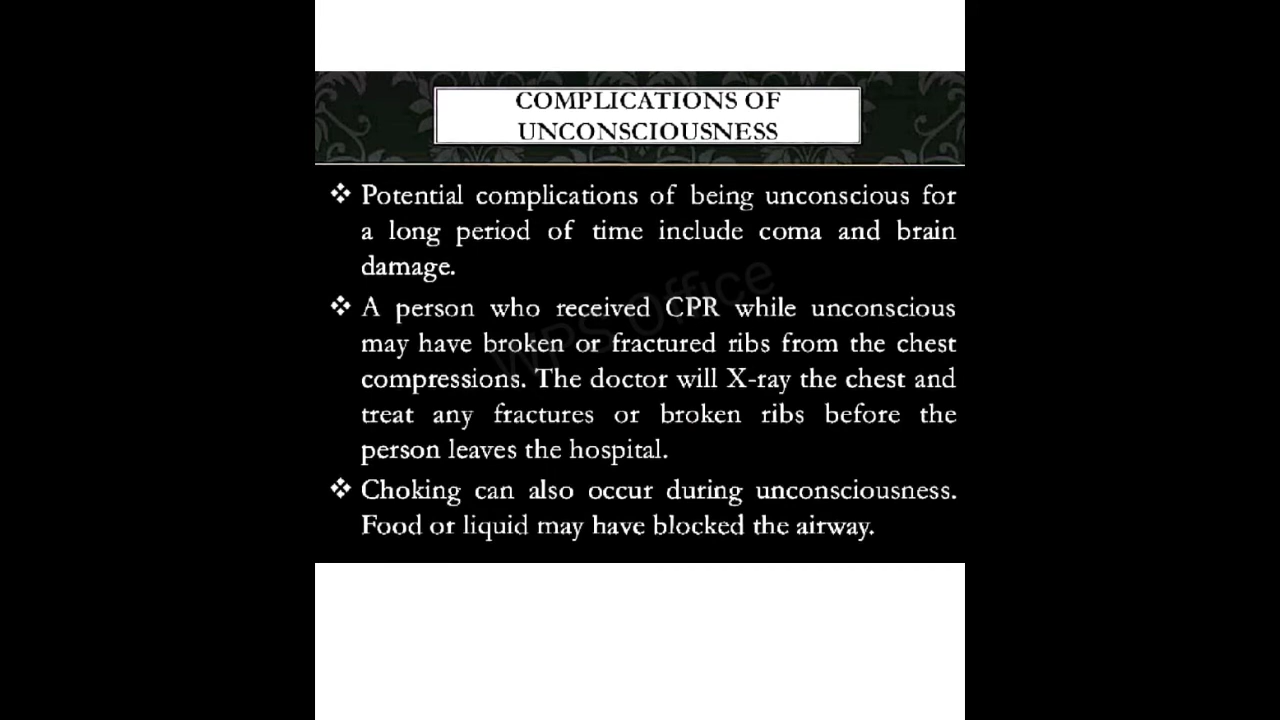 COMPLICATIONS OF
UNCONSCIOUSNESS
❖ Potential complications of being unconscious for
a long period of time include coma and brain
damage.
❖ A person who received CPR while unconscious
may have broken or fractured ribs from the chest
compressions. The doctor will X-ray the chest and
treat any fractures or broken ribs before the
person leaves the hospital.
❖ Choking can also occur during unconsciousness.
Food or liquid may have blocked the airway.
WPS Office